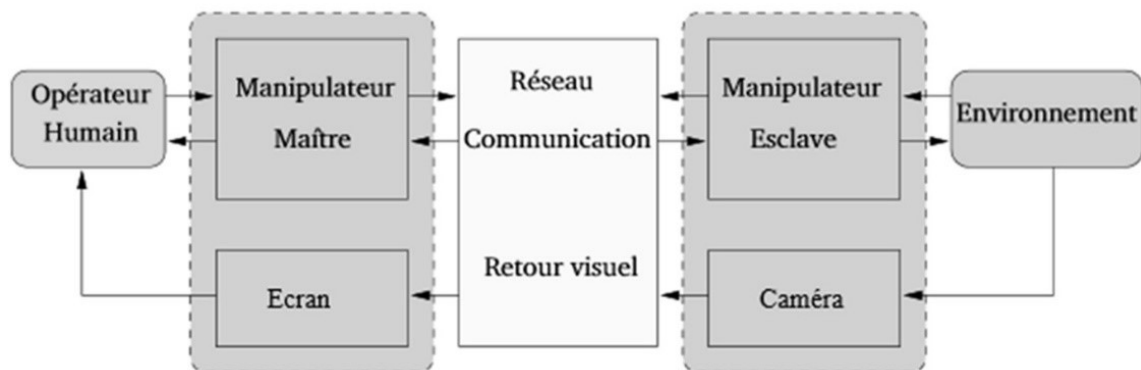 Opérateur
Humain
Manipulateur
Maître
Ecran
Réseau
Communication
Retour visuel
Manipulateur
Esclave
Caméra
Environnement